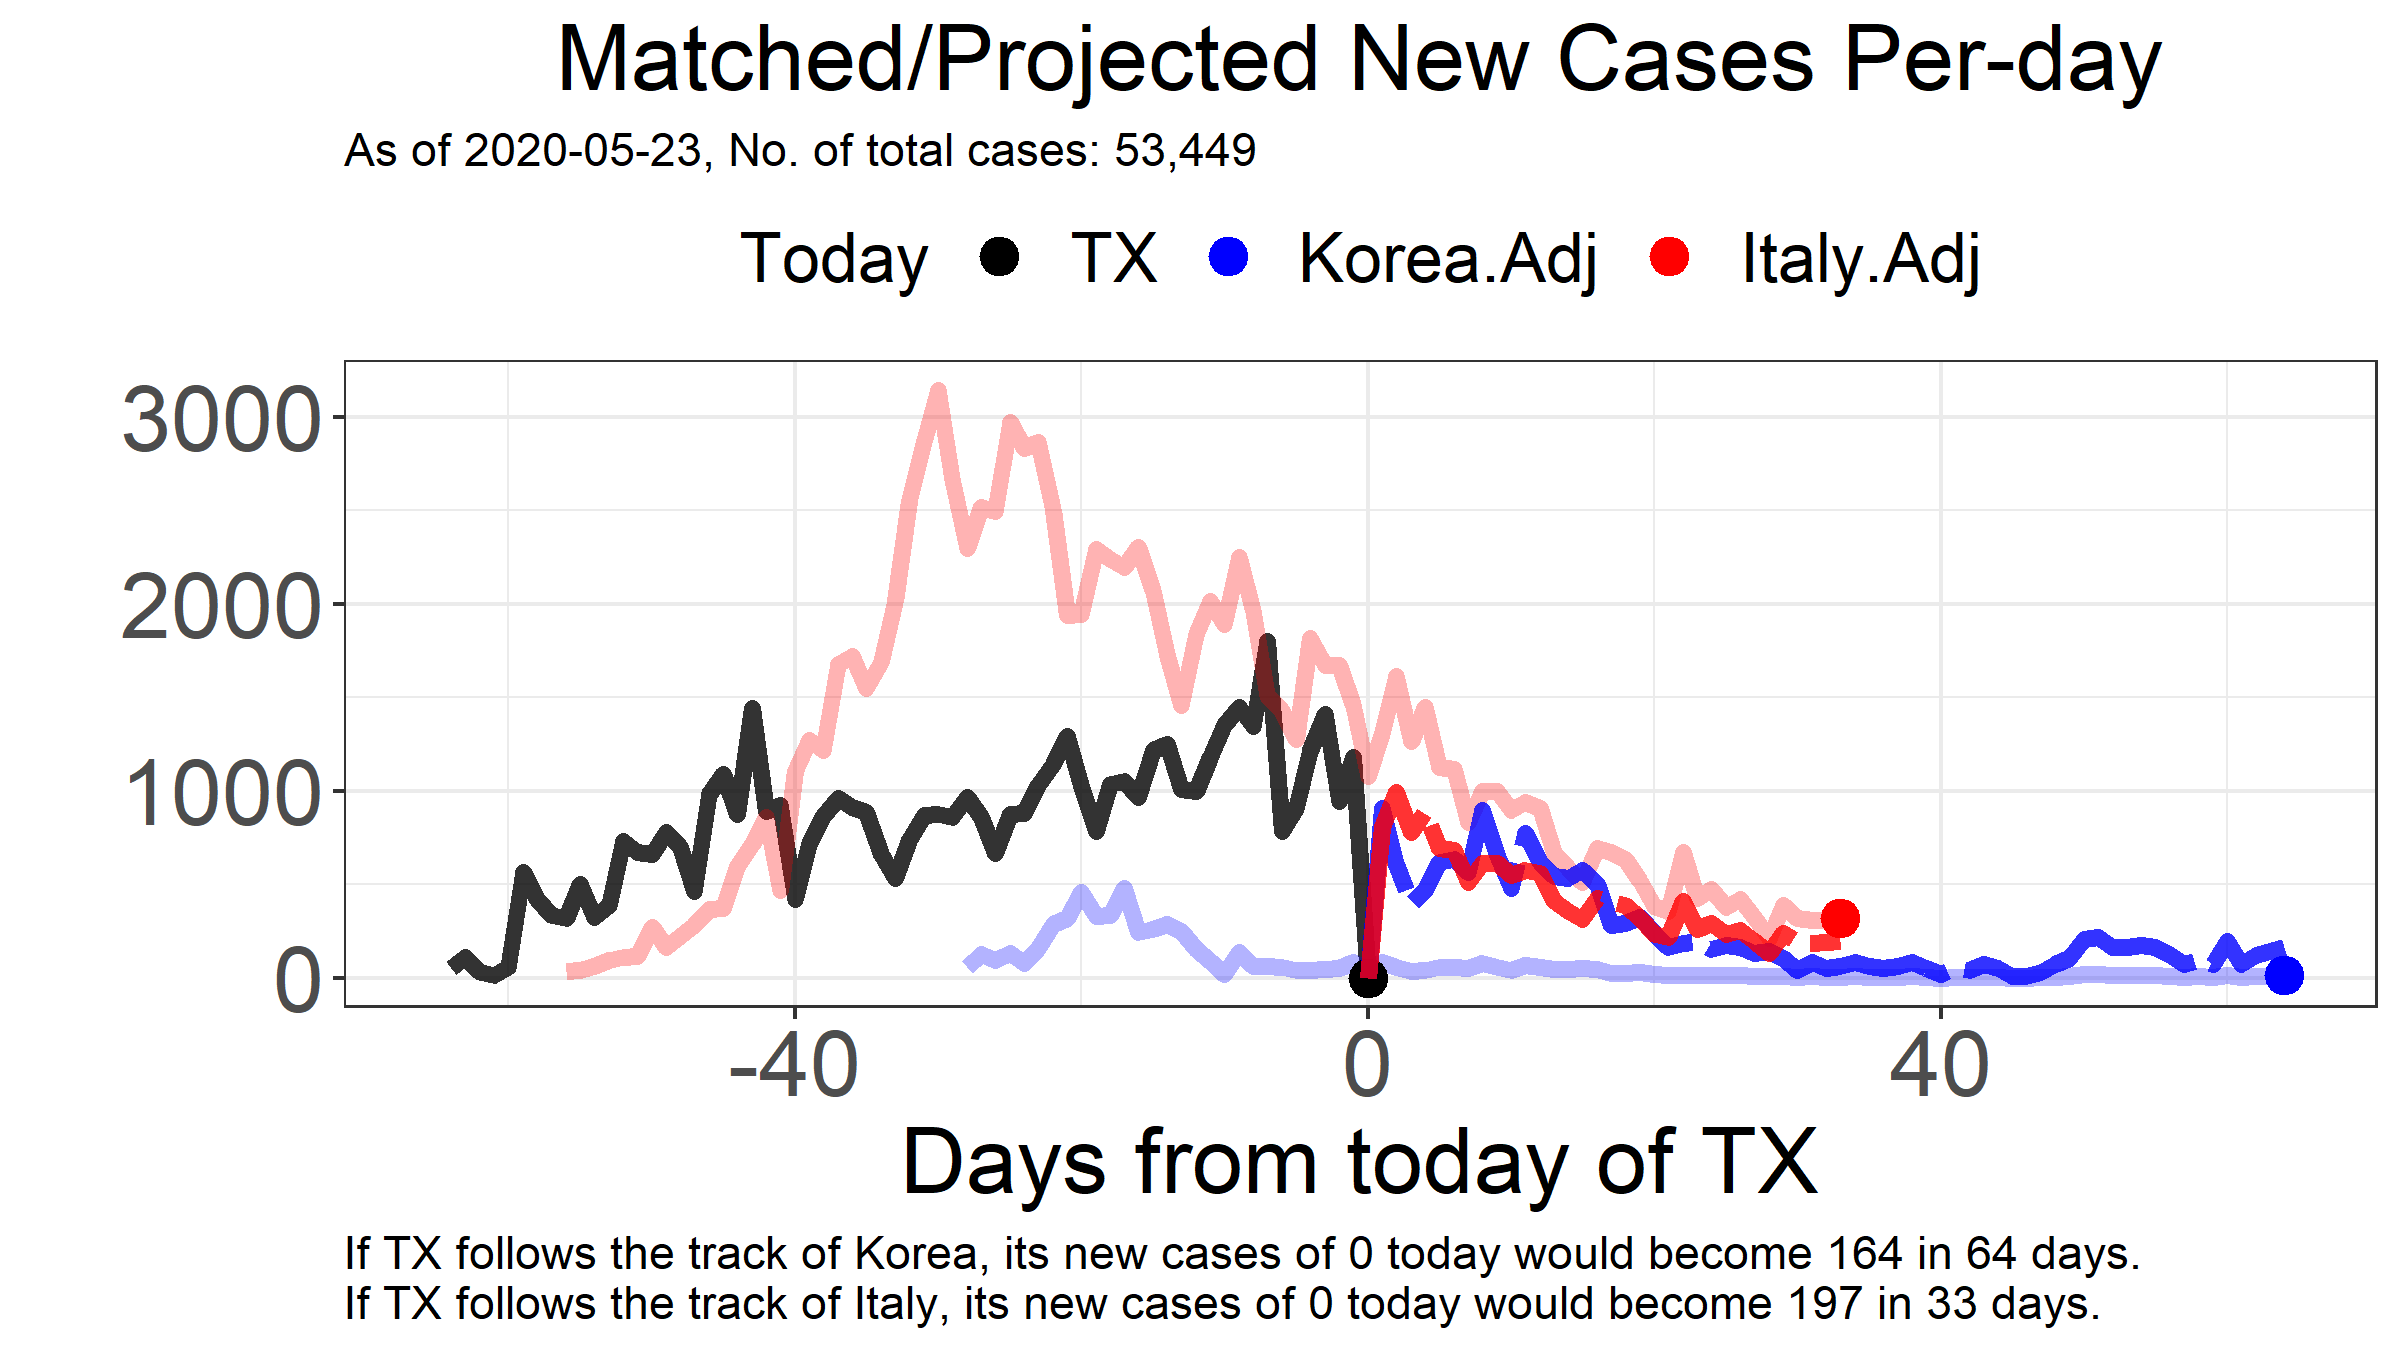 Matched/Projected New Cases Per-day
As of 2020-05-23, No. of total cases: 53,449
Today TX Korea.Adj Italy.Adj
3000
2000
1000
0
-40 0 40
Days from today of TX
If TX follows the track of Korea, its new cases of 0 today would become 164 in 64 days.
If TX follows the track of Italy, its new cases of 0 today would become 197 in 33 days.